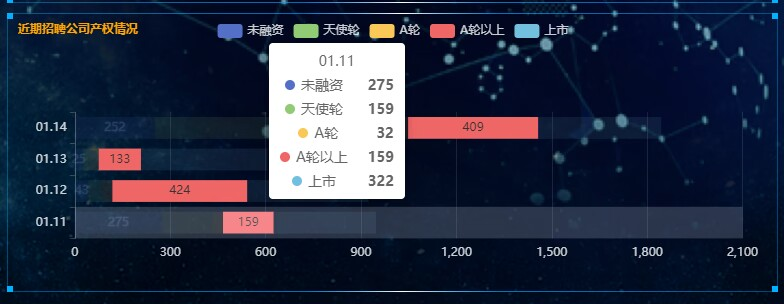 近期招聘公司产权情况
未融资 天使轮 A轮 A轮以上 上市
01.11
未融资 275
天使轮 159
A轮 32
A轮以上 159
上市 322
01.14 252 409
01.13 25 133
01.12 43 424
01.11 275 159
0 300 600 900 1,200 1,500 1,800 2,100